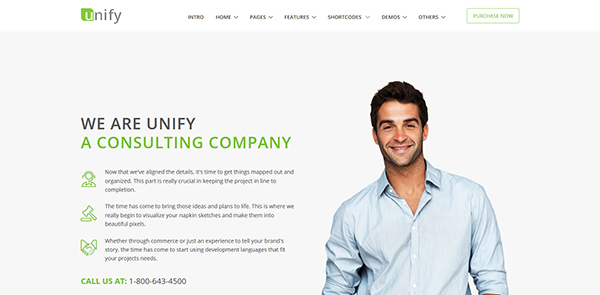 unify INTRO HOME PAGES FEATURES SHORTCODES DEMOS OTHERS PURCHASE NOW
WE ARE UNIFY
A CONSULTING COMPANY
Now that we've aligned the details, it's time to get things mapped out and
organized. This part is really crucial in keeping the project in line to
completion.
The time has come to bring those ideas and plans to life. This is where we
really begin to visualize your napkin sketches and make them into
beautiful pixels.
Whether through commerce or just an experience to tell your brand's
story, the time has come to start using development languages that fit
your projects needs.
CALL US AT: 1-800-643-4500